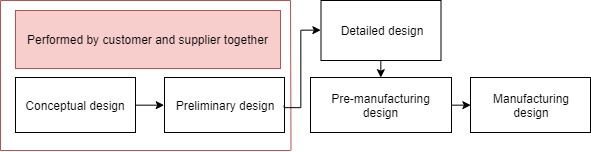 Performed by customer and supplier together
Conceptual design
Preliminary design
Detailed design
Pre-manufacturing
design
Manufacturing
design